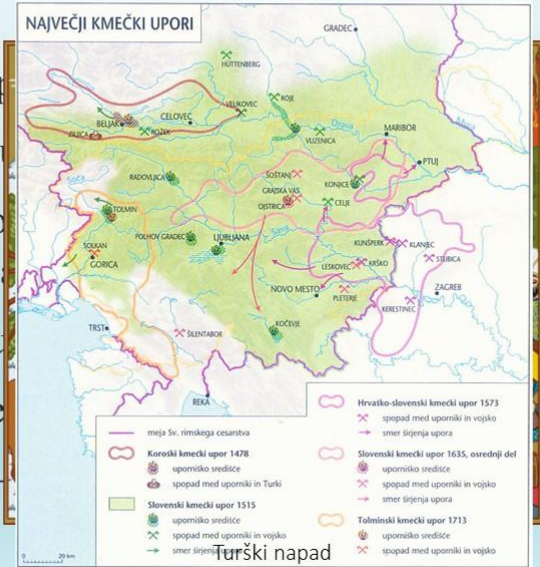 NAJVEČJI KMEČKI UPORI
GRADEC
HÜTTENBERG
ROJE
VELIKOVEC
CELOVEC
BELJAK
ROŽEK
Drava
VUZENICA
MARIBOR
Mura
PTUJ
RADOVLJICA
ŠOŠTANJ
GRAJSKA VAS
OJSTRICA
KONJICE
CELJE
Soča
TOLMIN
POLHOV GRADEC
LJUBLJANA
Sava
KUNŠPERK
KLANJEC
STUBICA
SOLKAN
GORICA
LESKOVEC
KRŠKO
ZAGREB
NOVO MESTO
PLETERJE
KERESTINEC
TRST
ŠILENTABOR
KOČEVJE
REKA
meja Sv. rimskega cesarstva
Koroški kmečki upor 1478
uporniško središče
spopad med uporniki in Turki
Slovenski kmečki upor 1515
uporniško središče
spopad med uporniki in vojsko
smer širjenja upora
Hrvaško-slovenski kmečki upor 1573
spopad med uporniki in vojsko
smer širjenja upora
Slovenski kmečki upor 1635, osrednji del
uporniško središče
spopad med uporniki in vojsko
smer širjenja upora
Tolminski kmečki upor 1713
uporniško središče
spopad med uporniki in vojsko
0 20 km
Turški napad